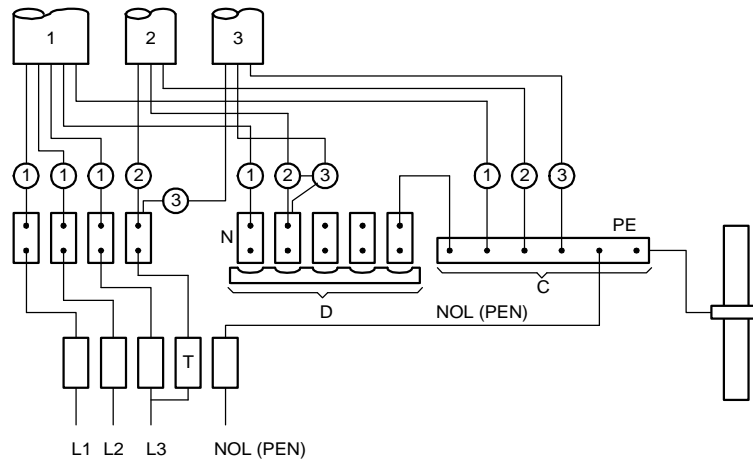 1 2 3
1 1 1 2 3 1 2 3 1 2 3
N PE
D C
NOL (PEN)
T
L1 L2 L3 NOL (PEN)